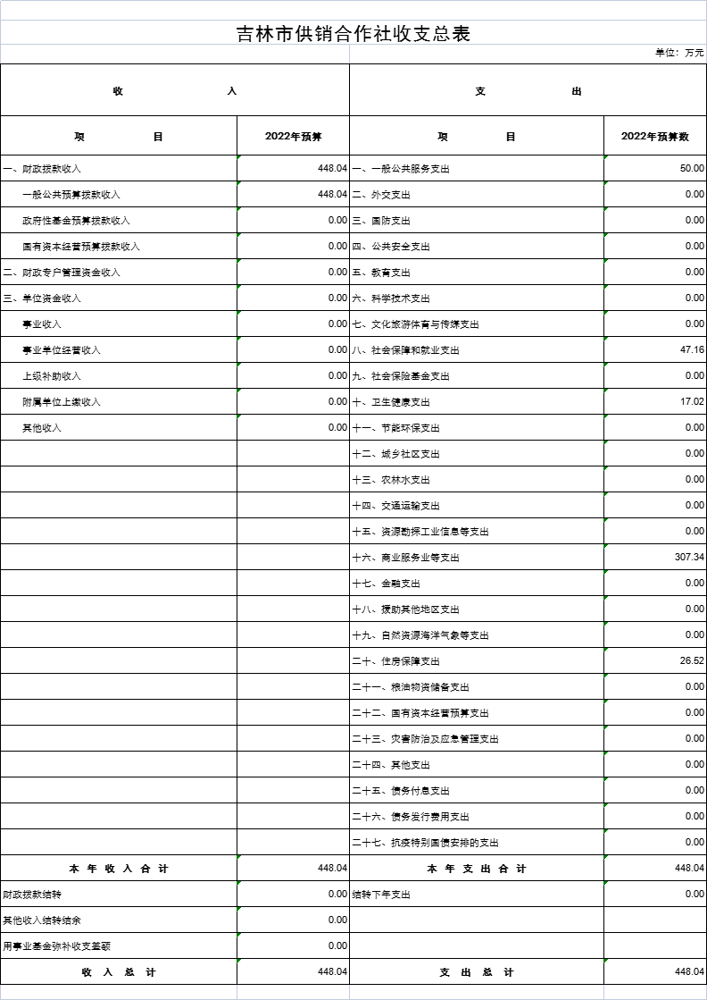 吉林市供销合作社收支总表
单位：万元
收 入 支 出
项 目 2022年预算 项 目 2022年预算数
一、财政拨款收入 448.04 一、一般公共服务支出 50.00
一般公共预算拨款收入 448.04 二、外交支出 0.00
政府性基金预算拨款收入 0.00 三、国防支出 0.00
国有资本经营预算拨款收入 0.00 四、公共安全支出 0.00
二、财政专户管理资金收入 0.00 五、教育支出 0.00
三、单位资金收入 0.00 六、科学技术支出 0.00
事业收入 0.00 七、文化旅游体育与传媒支出 0.00
事业单位经营收入 0.00 八、社会保障和就业支出 47.16
上级补助收入 0.00 九、社会保险基金支出 0.00
附属单位上缴收入 0.00 十、卫生健康支出 17.02
其他收入 0.00 十一、节能环保支出 0.00
十二、城乡社区支出 0.00
十三、农林水支出 0.00
十四、交通运输支出 0.00
十五、资源勘探工业信息等支出 0.00
十六、商业服务业等支出 307.34
十七、金融支出 0.00
十八、援助其他地区支出 0.00
十九、自然资源海洋气象等支出 0.00
二十、住房保障支出 26.52
二十一、粮油物资储备支出 0.00
二十二、国有资本经营预算支出 0.00
二十三、灾害防治及应急管理支出 0.00
二十四、其他支出 0.00
二十五、债务付息支出 0.00
二十六、债务发行费用支出 0.00
二十七、抗疫特别国债安排的支出 0.00
本 年 收 入 合 计 448.04 本 年 支 出 合 计 448.04
财政拨款结转 0.00 结转下年支出 0.00
其他收入结转结余 0.00
用事业基金弥补收支差额 0.00
收 入 总 计 448.04 支 出 总 计 448.04